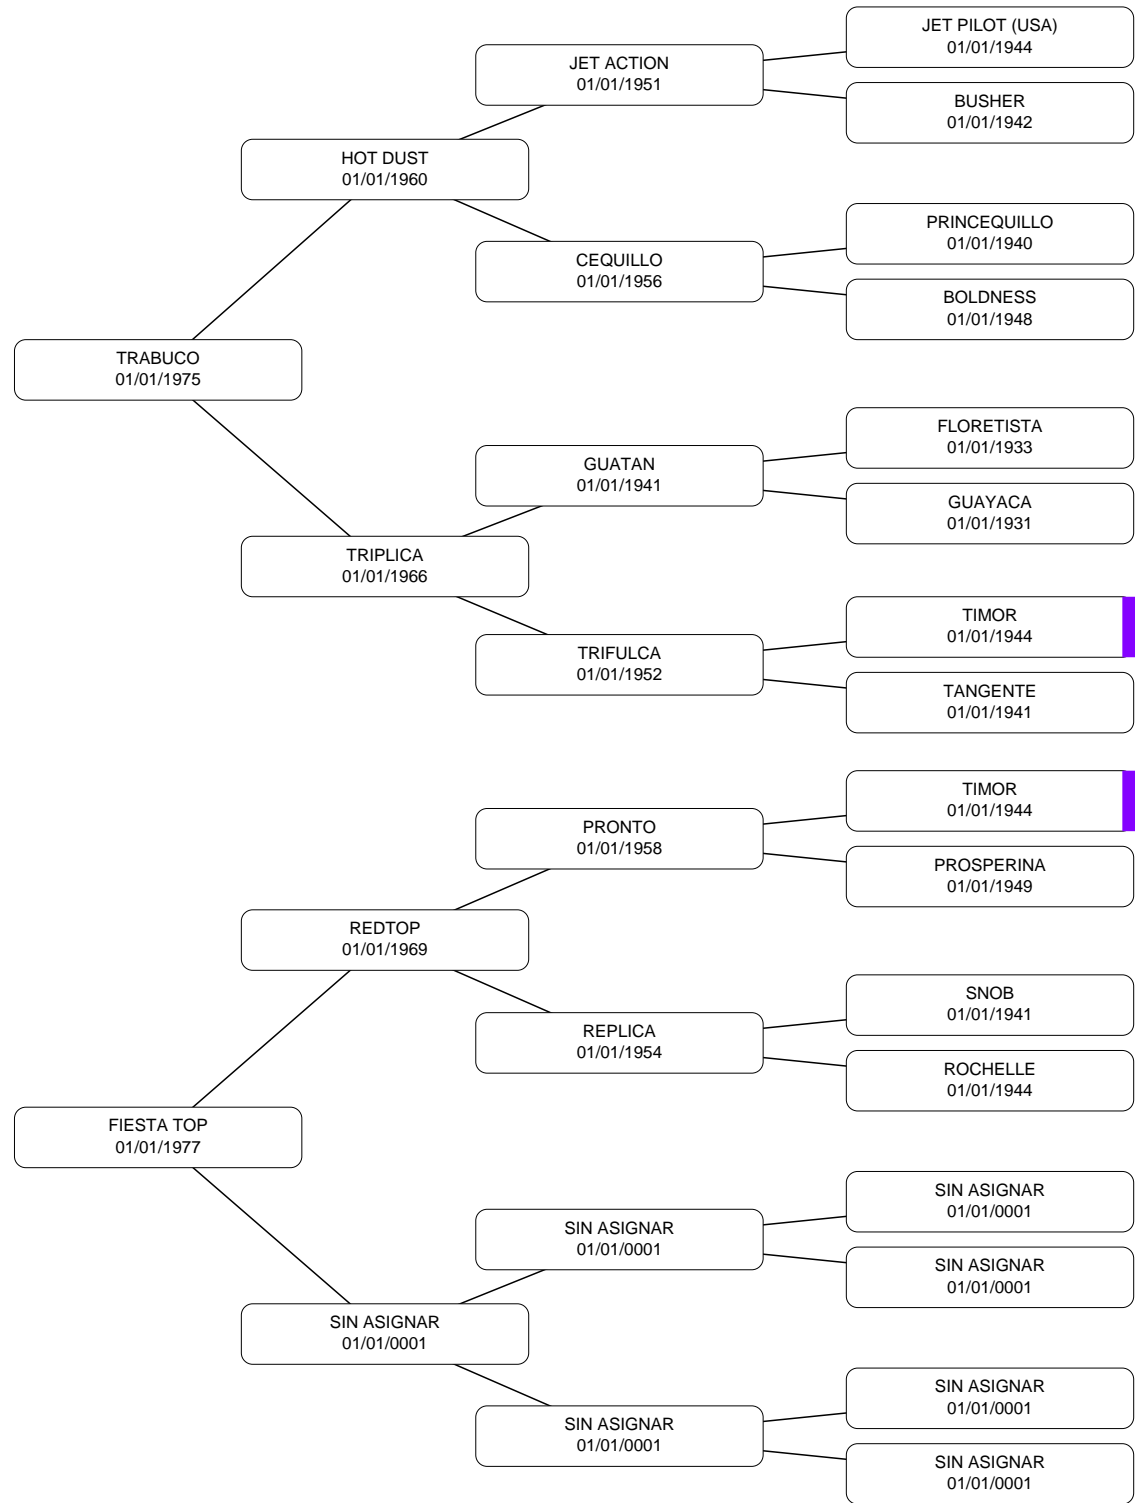 JET PILOT (USA)
01/01/1944
JET ACTION
01/01/1951
BUSHER
01/01/1942
HOT DUST
01/01/1960
PRINCEQUILLO
01/01/1940
CEQUILLO
01/01/1956
BOLDNESS
01/01/1948
TRABUCO
01/01/1975
FLORETISTA
01/01/1933
GUATAN
01/01/1941
GUAYACA
01/01/1931
TRIPLICA
01/01/1966
TIMOR
01/01/1944
TRIFULCA
01/01/1952
TANGENTE
01/01/1941
TIMOR
01/01/1944
PRONTO
01/01/1958
PROSPERINA
01/01/1949
REDTOP
01/01/1969
SNOB
01/01/1941
REPLICA
01/01/1954
ROCHELLE
01/01/1944
FIESTA TOP
01/01/1977
SIN ASIGNAR
01/01/0001
SIN ASIGNAR
01/01/0001
SIN ASIGNAR
01/01/0001
SIN ASIGNAR
01/01/0001
SIN ASIGNAR
01/01/0001
SIN ASIGNAR
01/01/0001
SIN ASIGNAR
01/01/0001